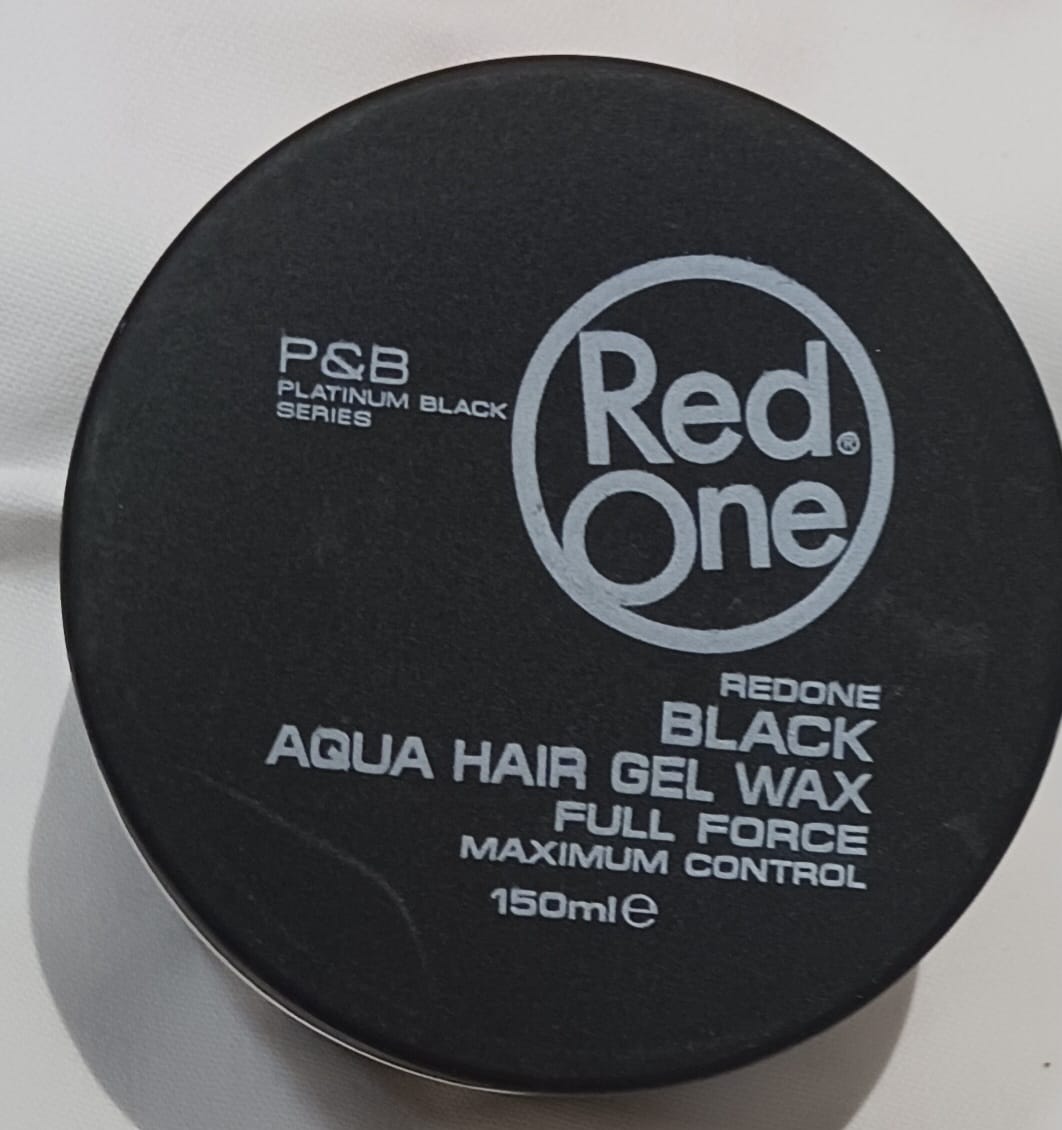 P&B
PLATINUM BLACK
SERIES
Red®
One
REDONE
BLACK
AQUA HAIR GEL WAX
FULL FORCE
MAXIMUM CONTROL
150ml℮